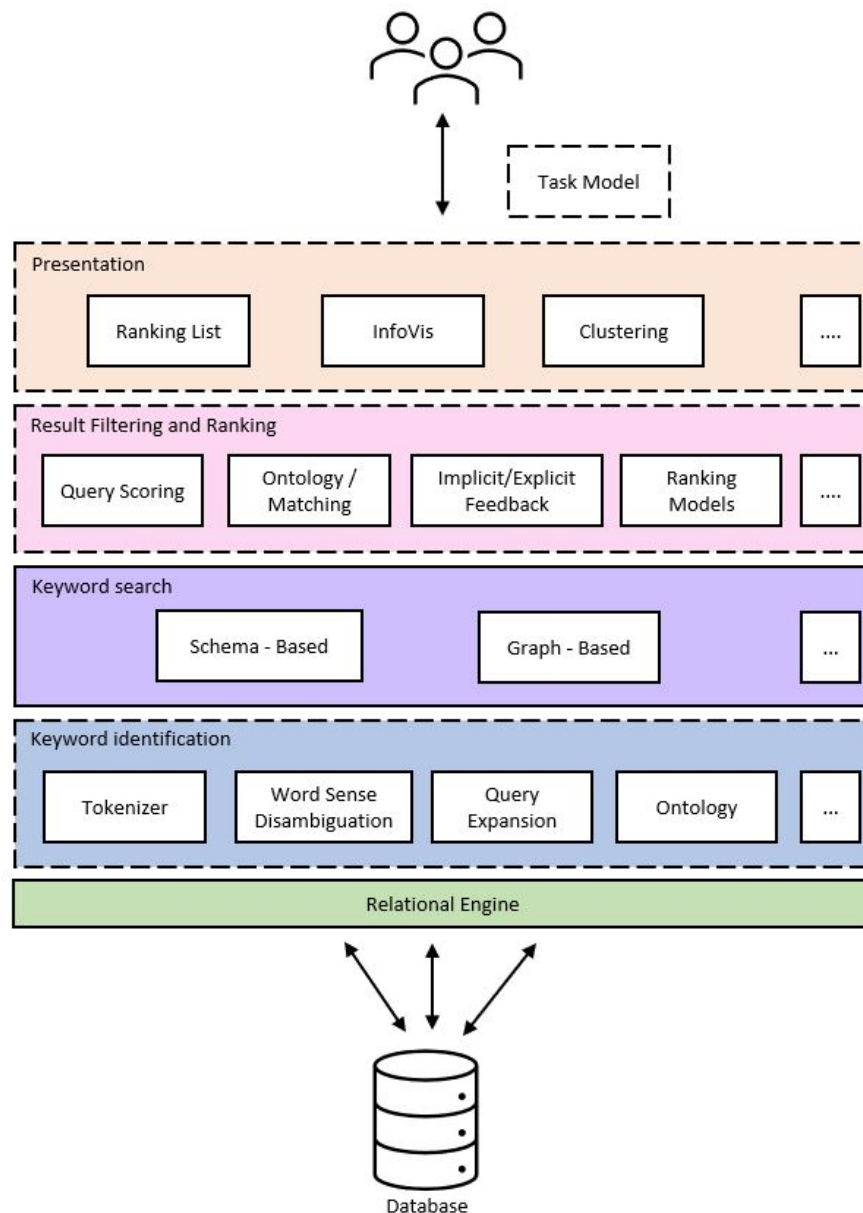 Task Model
Presentation
Ranking List
InfoVis
Clustering
....
Result Filtering and Ranking
Query Scoring
Ontology /
Matching
Implicit/Explicit
Feedback
Ranking
Models
....
Keyword search
Schema - Based
Graph - Based
...
Keyword identification
Tokenizer
Word Sense
Disambiguation
Query
Expansion
Ontology
...
Relational Engine
Database